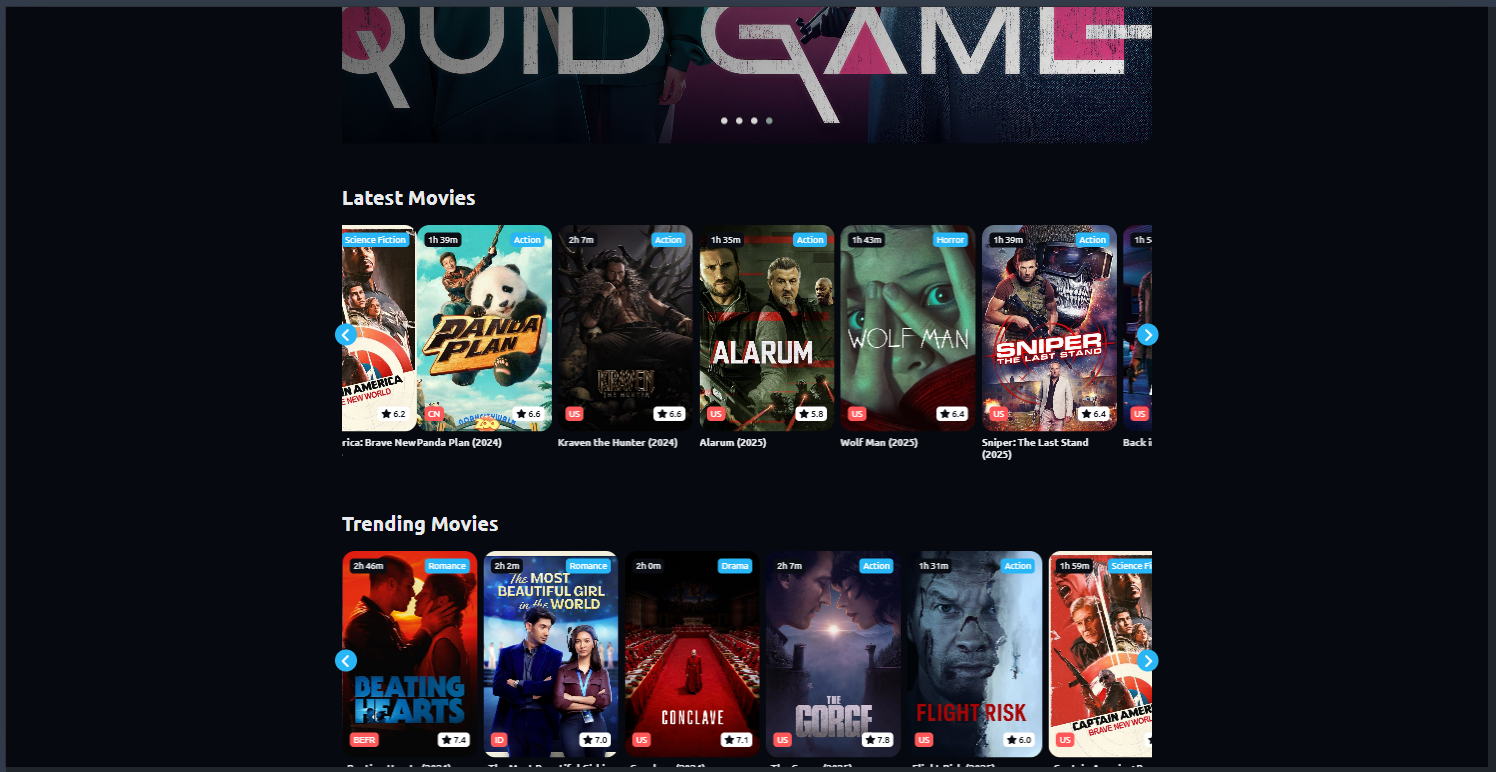 QUID GAME
Latest Movies
Science Fiction
1h 39m
Action
2h 7m
Action
1h 35m
Action
1h 43m
Horror
1h 39m
Action
1h 5
PANDA
PLAN
KRAVEN
THE HUNTER
ALARUM
WOLF MAN
SNIPER
THE LAST STAND
N AMERICA
E NEW WORLD
6.2
CN
6.6
US
6.6
US
5.8
US
6.4
US
6.4
US
rica: Brave New
Panda Plan (2024)
Kraven the Hunter (2024)
Alarum (2025)
Wolf Man (2025)
Sniper: The Last Stand
(2025)
Back i
Trending Movies
2h 46m
Romance
2h 2m
Romance
2h 0m
Drama
2h 7m
Action
1h 31m
Action
1h 59m
Science Fi
The MOST
BEAUTIFUL GIRL
in the WORLD
BEATING
HEARTS
CONCLAVE
THE
GORGE
FLIGHT RISK
CAPTAIN AMER
BRAVE NEW WORL
BEFR
7.4
ID
7.0
US
7.1
US
7.8
US
6.0
US